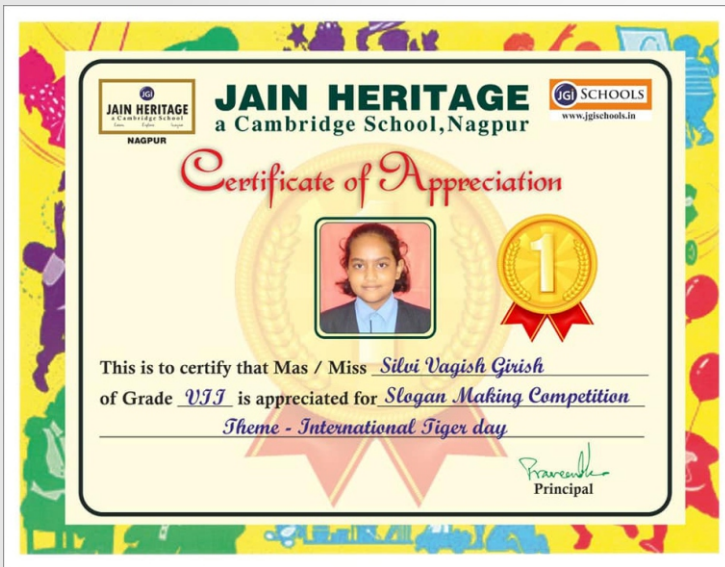 JGI
JAIN HERITAGE
a Cambridge School
NAGPUR
JAIN HERITAGE
a Cambridge School,Nagpur
JGI SCHOOLS
www.jgischools.in
Certificate of Appreciation
1
This is to certify that Mas / Miss Silvi Vagish Girish
of Grade VII is appreciated for Slogan Making Competition
Theme - International Tiger day
Principal